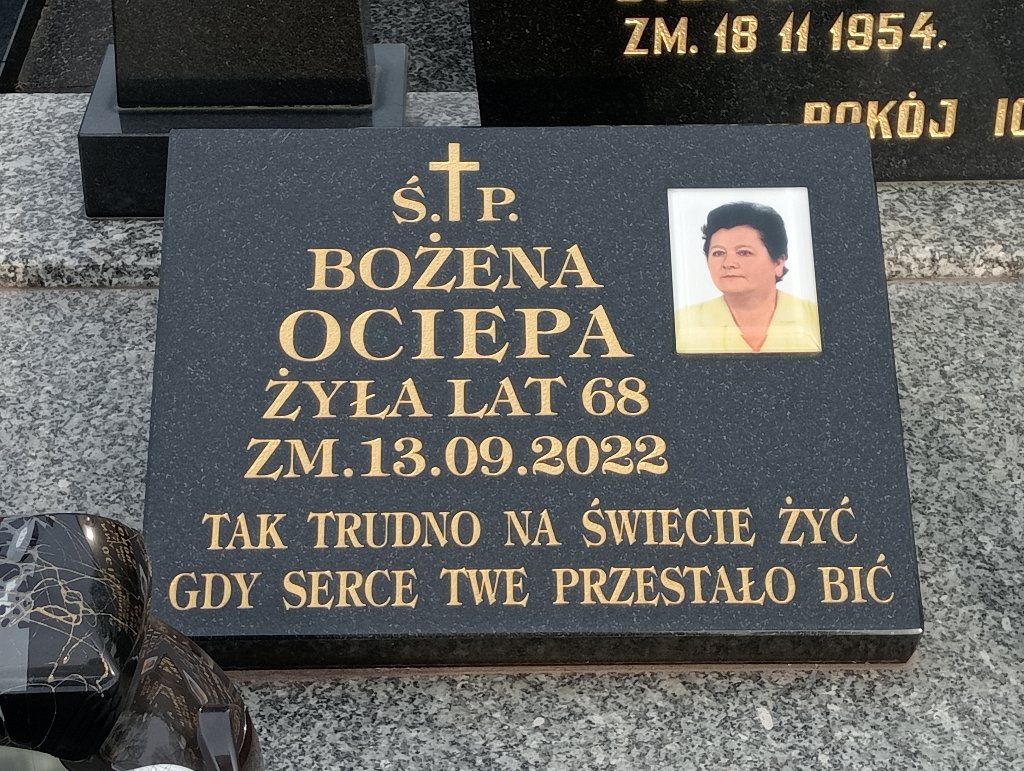 ZM. 18 11 1954.
POKÓJ
Ś. P.
BOŻENA
OCIEPA
ŻYŁA LAT 68
ZM. 13.09.2022
TAK TRUDNO NA ŚWIECIE ŻYĆ
GDY SERCE TWE PRZESTAŁO BIĆ